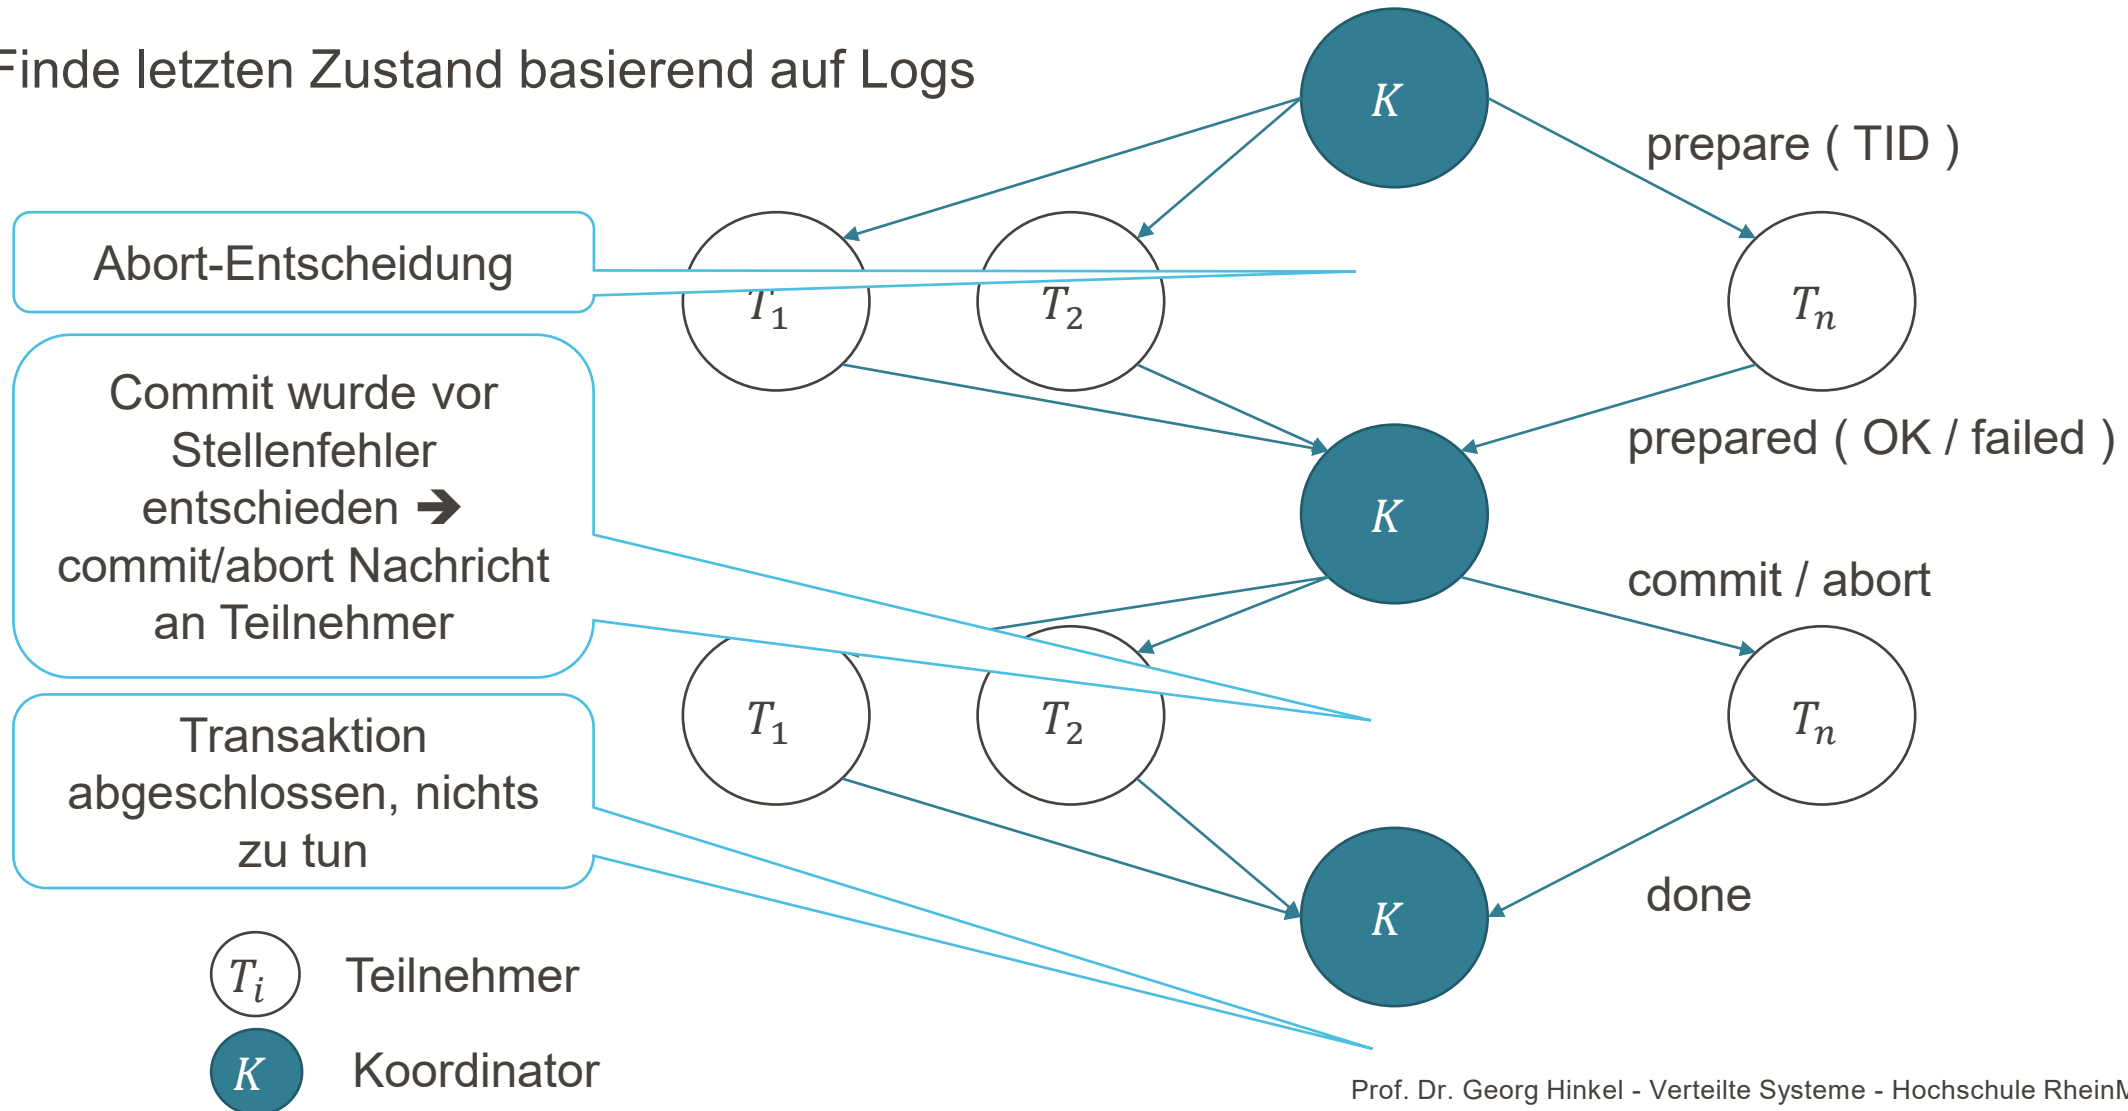 Finde letzten Zustand basierend auf Logs
K
prepare ( TID )
Abort-Entscheidung
T₁
T₂
Tₙ
Commit wurde vor
Stellenfehler
entschieden ➔
commit/abort Nachricht
an Teilnehmer
prepared ( OK / failed )
K
commit / abort
T₁
T₂
Tₙ
Transaktion
abgeschlossen, nichts
zu tun
done
K
Tᵢ Teilnehmer
K Koordinator
Prof. Dr. Georg Hinkel - Verteilte Systeme - Hochschule Rhein